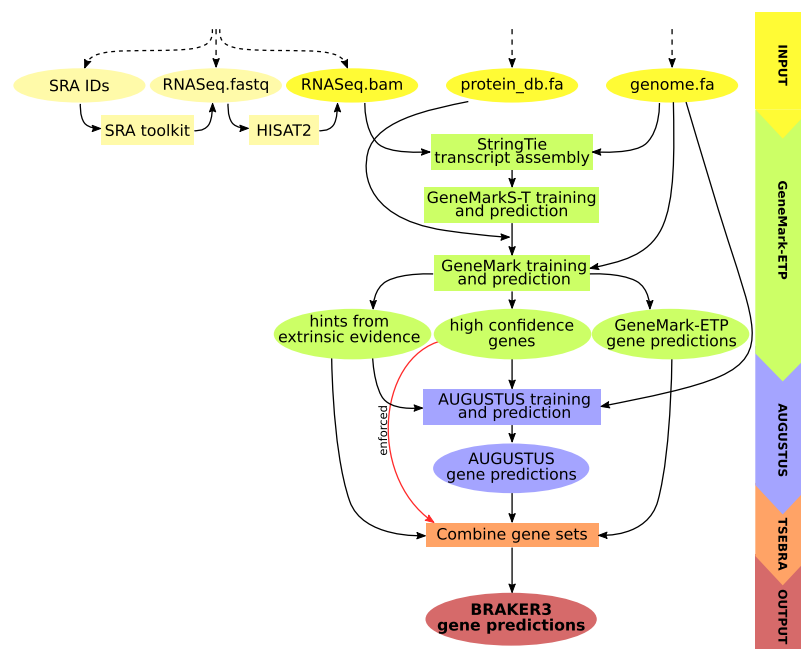 SRA IDs
RNASeq.fastq
RNASeq.bam
protein_db.fa
genome.fa
INPUT
SRA toolkit
HISAT2
StringTie
transcript assembly
GeneMarkS-T training
and prediction
GeneMark-ETP
GeneMark training
and prediction
hints from
extrinsic evidence
high confidence
genes
GeneMark-ETP
gene predictions
AUGUSTUS training
and prediction
enforced
AUGUSTUS
AUGUSTUS
gene predictions
Combine gene sets
TSEBRA
BRAKER3
gene predictions
OUTPUT